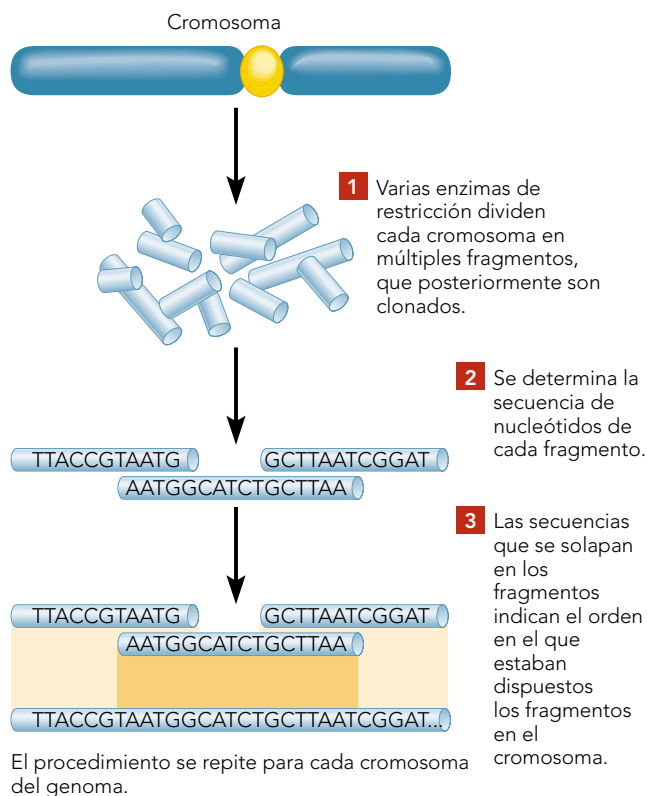 Cromosoma
1 Varias enzimas de
restricción dividen
cada cromosoma en
múltiples fragmentos,
que posteriormente son
clonados.
2 Se determina la
secuencia de
nucleótidos de
cada fragmento.
TTACCGTAATG GCTTAATCGGAT
AATGGCATCTGCTTAA
3 Las secuencias
que se solapan
en los
fragmentos
indican el orden
en el que
estaban
dispuestos
los fragmentos
en el
cromosoma.
TTACCGTAATG GCTTAATCGGAT
AATGGCATCTGCTTAA
TTACCGTAATGGCATCTGCTTAATCGGAT...
El procedimiento se repite para cada cromosoma
del genoma.